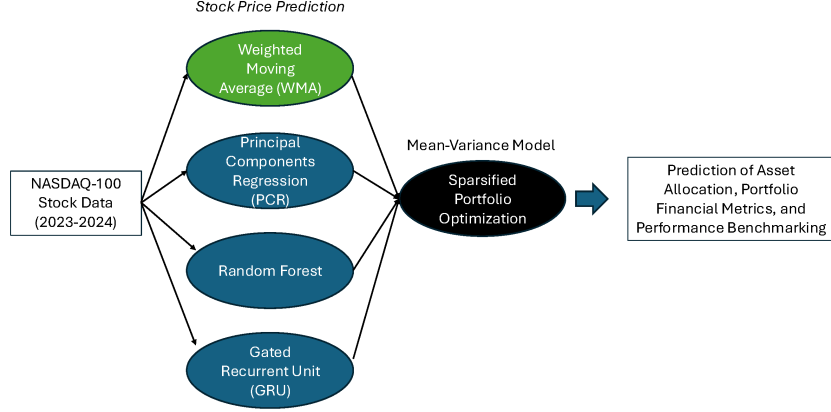 Stock Price Prediction
Weighted
Moving
Average (WMA)
Principal
Components
Regression
(PCR)
Random Forest
Gated
Recurrent Unit
(GRU)
NASDAQ-100
Stock Data
(2023-2024)
Mean-Variance Model
Sparsified
Portfolio
Optimization
Prediction of Asset
Allocation, Portfolio
Financial Metrics, and
Performance Benchmarking